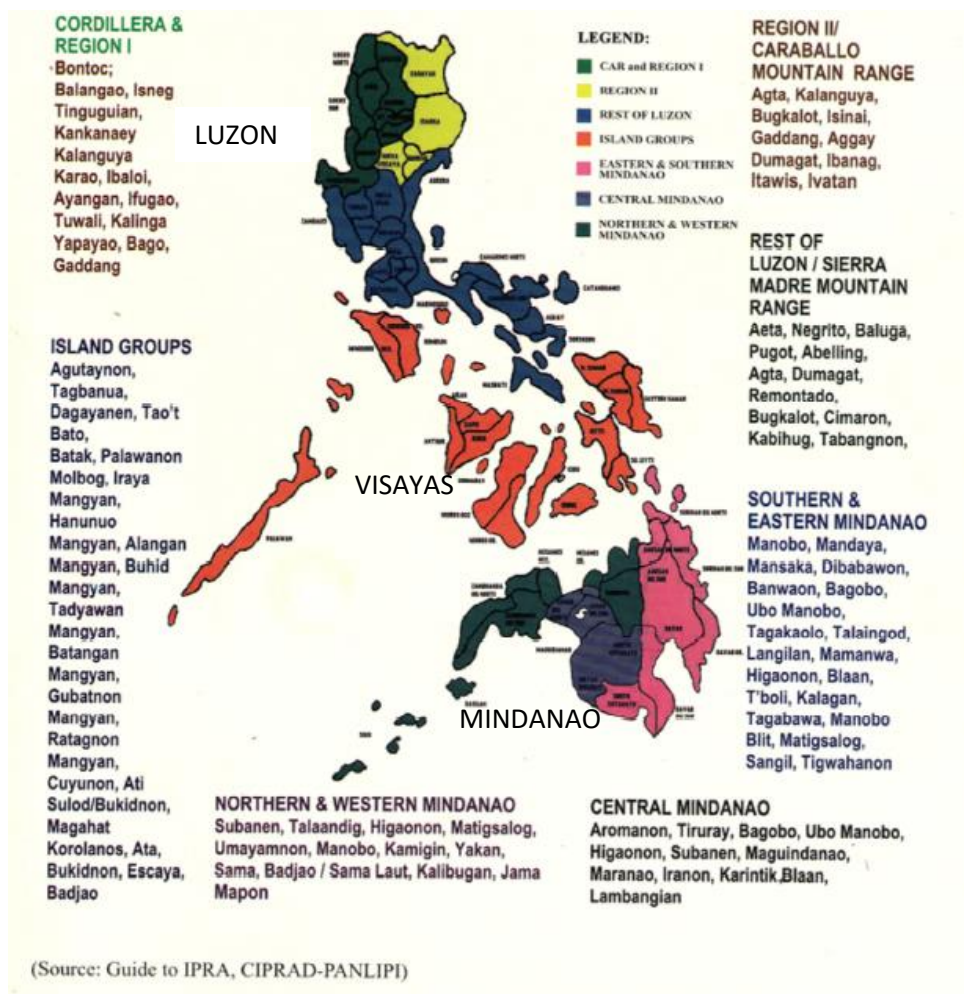 CORDILLERA &
REGION I
Bontoc;
Balangao, Isneg
Tinguguian,
Kankanaey
Kalanguya
Karao, Ibaloi,
Ayangan, Ifugao,
Tuwali, Kalinga
Yapayao, Bago,
Gaddang
LUZON
LEGEND:
CAR and REGION I
REGION II
REST OF LUZON
ISLAND GROUPS
EASTERN & SOUTHERN
MINDANAO
CENTRAL MINDANAO
NORTHERN & WESTERN
MINDANAO
REGION II/
CARABALLO
MOUNTAIN RANGE
Agta, Kalanguya,
Bugkalot, Isinai,
Gaddang, Aggay
Dumagat, Ibanag,
Itawis, Ivatan
REST OF
LUZON / SIERRA
MADRE MOUNTAIN
RANGE
Aeta, Negrito, Baluga,
Pugot, Abelling,
Agta, Dumagat,
Remontado,
Bugkalot, Cimaron,
Kabihug, Tabangnon,
ISLAND GROUPS
Agutaynon,
Tagbanua,
Dagayanen, Tao't
Bato,
Batak, Palawanon
Molbog, Iraya
Mangyan,
Hanunuo
Mangyan, Alangan
Mangyan, Buhid
Mangyan,
Tadyawan
Mangyan,
Batangan
Mangyan,
Gubatnon
Mangyan,
Ratagnon
Mangyan,
Cuyunon, Ati
Sulod/Bukidnon,
Magahat
Korolanos, Ata,
Bukidnon, Escaya,
Badjao
VISAYAS
PALAWAN
MINDANAO
SOUTHERN &
EASTERN MINDANAO
Manobo, Mandaya,
Mansaka, Dibabawon,
Banwaon, Bagobo,
Ubo Manobo,
Tagakaolo, Talaingod,
Langilan, Mamanwa,
Higaonon, Blaan,
T'boli, Kalagan,
Tagabawa, Manobo
Blit, Matigsalog,
Sangil, Tigwahanon
NORTHERN & WESTERN MINDANAO
Subanen, Talaandig, Higaonon, Matigsalog,
Umayamnon, Manobo, Kamigin, Yakan,
Sama, Badjao / Sama Laut, Kalibugan, Jama
Mapon
CENTRAL MINDANAO
Aromanon, Tiruray, Bagobo, Ubo Manobo,
Higaonon, Subanen, Maguindanao,
Maranao, Iranon, Karintik,Blaan,
Lambangian
(Source: Guide to IPRA, CIPRAD-PANLIPI)